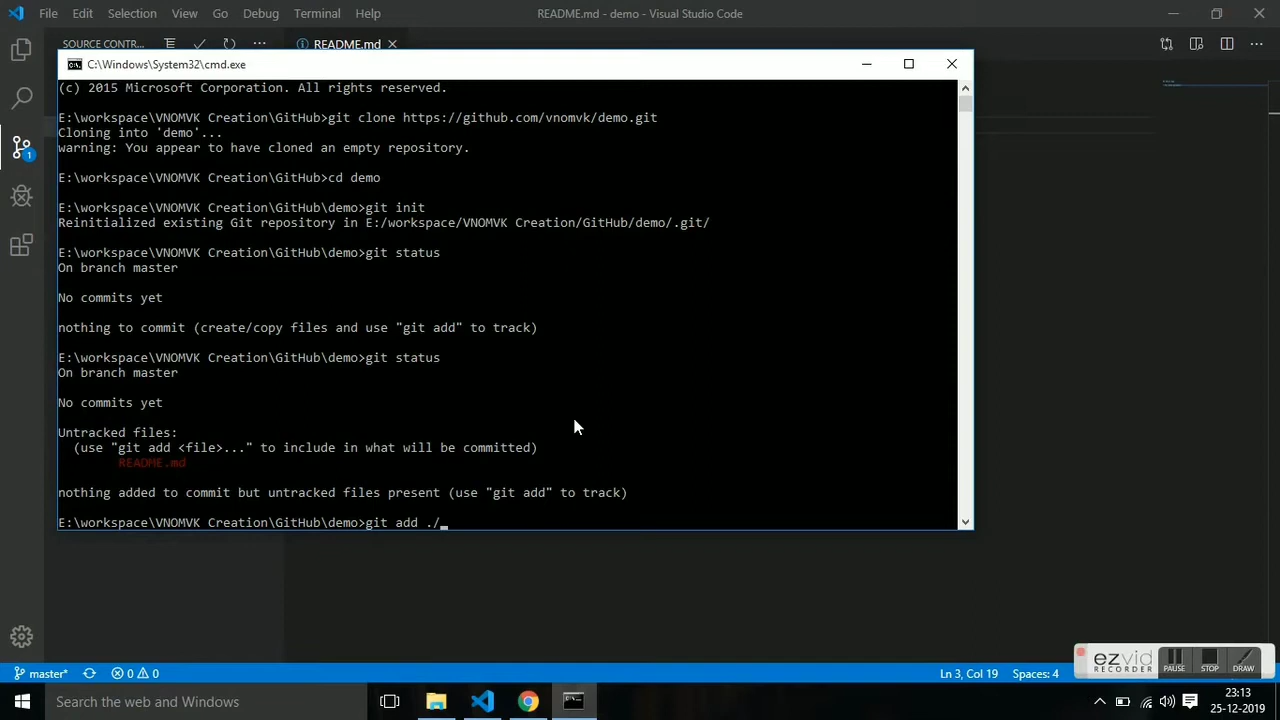 File Edit Selection View Go Debug Terminal Help README.md - demo - Visual Studio Code
SOURCE CONTR... README.md
C:\Windows\System32\cmd.exe
(c) 2015 Microsoft Corporation. All rights reserved.
E:\workspace\VNOMVK Creation\GitHub>git clone https://github.com/vnomvk/demo.git
Cloning into 'demo'...
warning: You appear to have cloned an empty repository.
E:\workspace\VNOMVK Creation\GitHub>cd demo
E:\workspace\VNOMVK Creation\GitHub\demo>git init
Reinitialized existing Git repository in E:/workspace/VNOMVK Creation/GitHub/demo/.git/
E:\workspace\VNOMVK Creation\GitHub\demo>git status
On branch master
No commits yet
nothing to commit (create/copy files and use "git add" to track)
E:\workspace\VNOMVK Creation\GitHub\demo>git status
On branch master
No commits yet
Untracked files:
(use "git add <file>..." to include in what will be committed)
README.md
nothing added to commit but untracked files present (use "git add" to track)
E:\workspace\VNOMVK Creation\GitHub\demo>git add ./
1
master* 0 0 Ln 3, Col 19 Spaces: 4
ezvid
RECORDER
PAUSE STOP DRAW
Search the web and Windows
23:13
25-12-2019